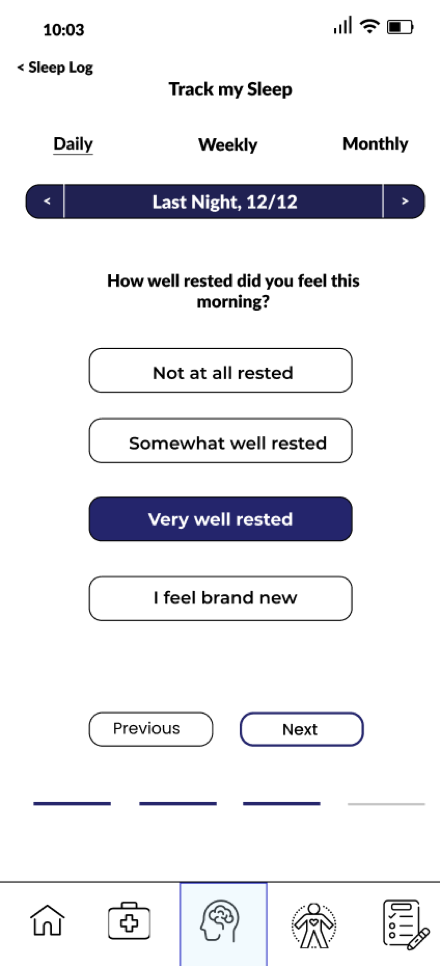 10:03
< Sleep Log
Track my Sleep
Daily
Weekly
Monthly
< Last Night, 12/12 >
How well rested did you feel this
morning?
Not at all rested
Somewhat well rested
Very well rested
I feel brand new
Previous
Next